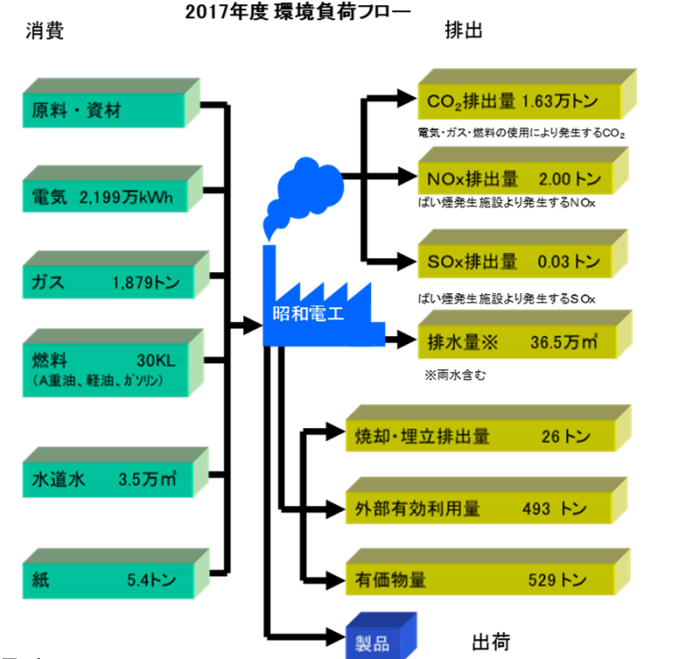 2017年度 環境負荷フロー
消費
排出
原料・資材
電気 2,199万kWh
ガス 1,879トン
燃料 30KL
(A重油、軽油、ガソリン)
水道水 3.5万㎥
紙 5.4トン
昭和電工
CO₂排出量 1.63万トン
電気・ガス・燃料の使用により発生するCO₂
NOx排出量 2.00トン
ばい煙発生施設より発生するNOx
SOx排出量 0.03トン
ばい煙発生施設より発生するSOx
排水量※ 36.5万㎥
※雨水含む
焼却・埋立排出量 26トン
外部有効利用量 493 トン
有価物量 529トン
製品
出荷